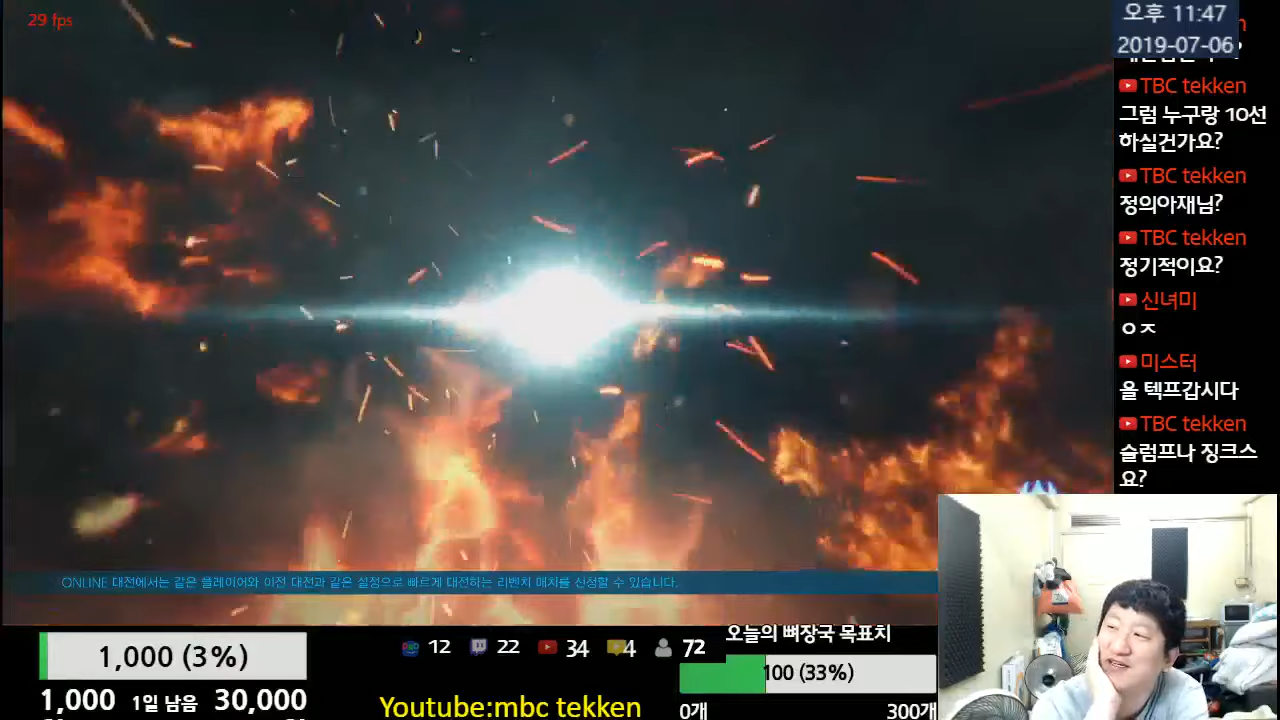 29 fps
오후 11:47
2019-07-06
TBC tekken
그럼 누구랑 10선
하실건가요?
TBC tekken
정의아재님?
TBC tekken
정기적이요?
신녀미
ㅇㅈ
미스터
올 텍프갑시다
TBC tekken
슬럼프나 징크스
요?
ONLINE 대전에서는 같은 플레이어와 이전 대전과 같은 설정으로 빠르게 대전하는 리벤치 매치를 신청할 수 있습니다.
1,000 (3%)
1,000 1일 남음 30,000
12 22 34 4 72
Youtube:mbc tekken
오늘의 뼈장국 목표치
100 (33%)
0개 300개